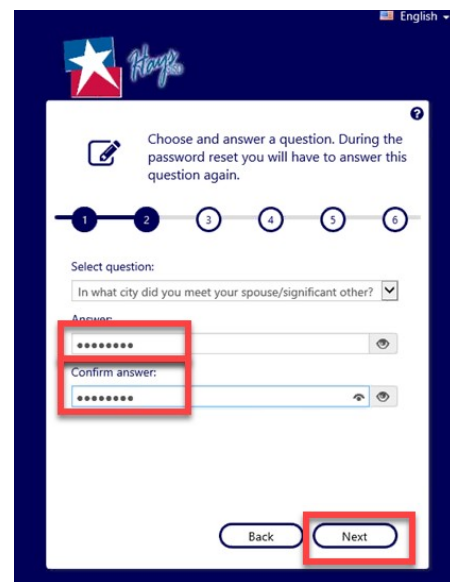 English
Hays
Choose and answer a question. During the
password reset you will have to answer this
question again.
1 2 3 4 5 6
Select question:
In what city did you meet your spouse/significant other?
Answer:
Confirm answer:
Back Next